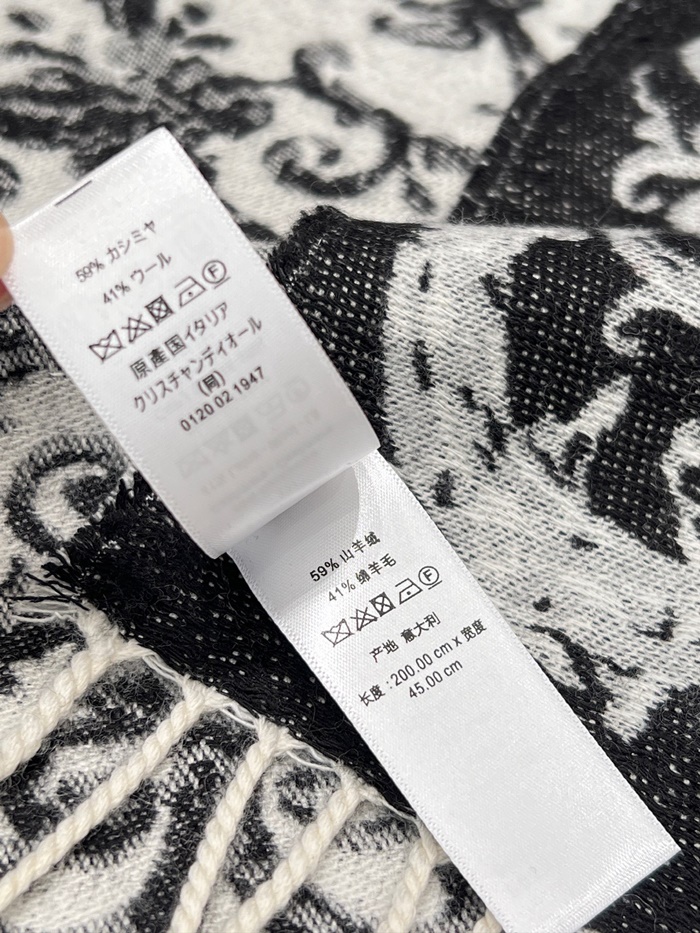 59% カシミヤ
41% ウール
原産国イタリア
クリスチャンディオール
(同)
0120 02 1947
59% 山羊绒
41% 绵羊毛
产地 意大利
长度 : 200.00 cm x 宽度
45.00 cm